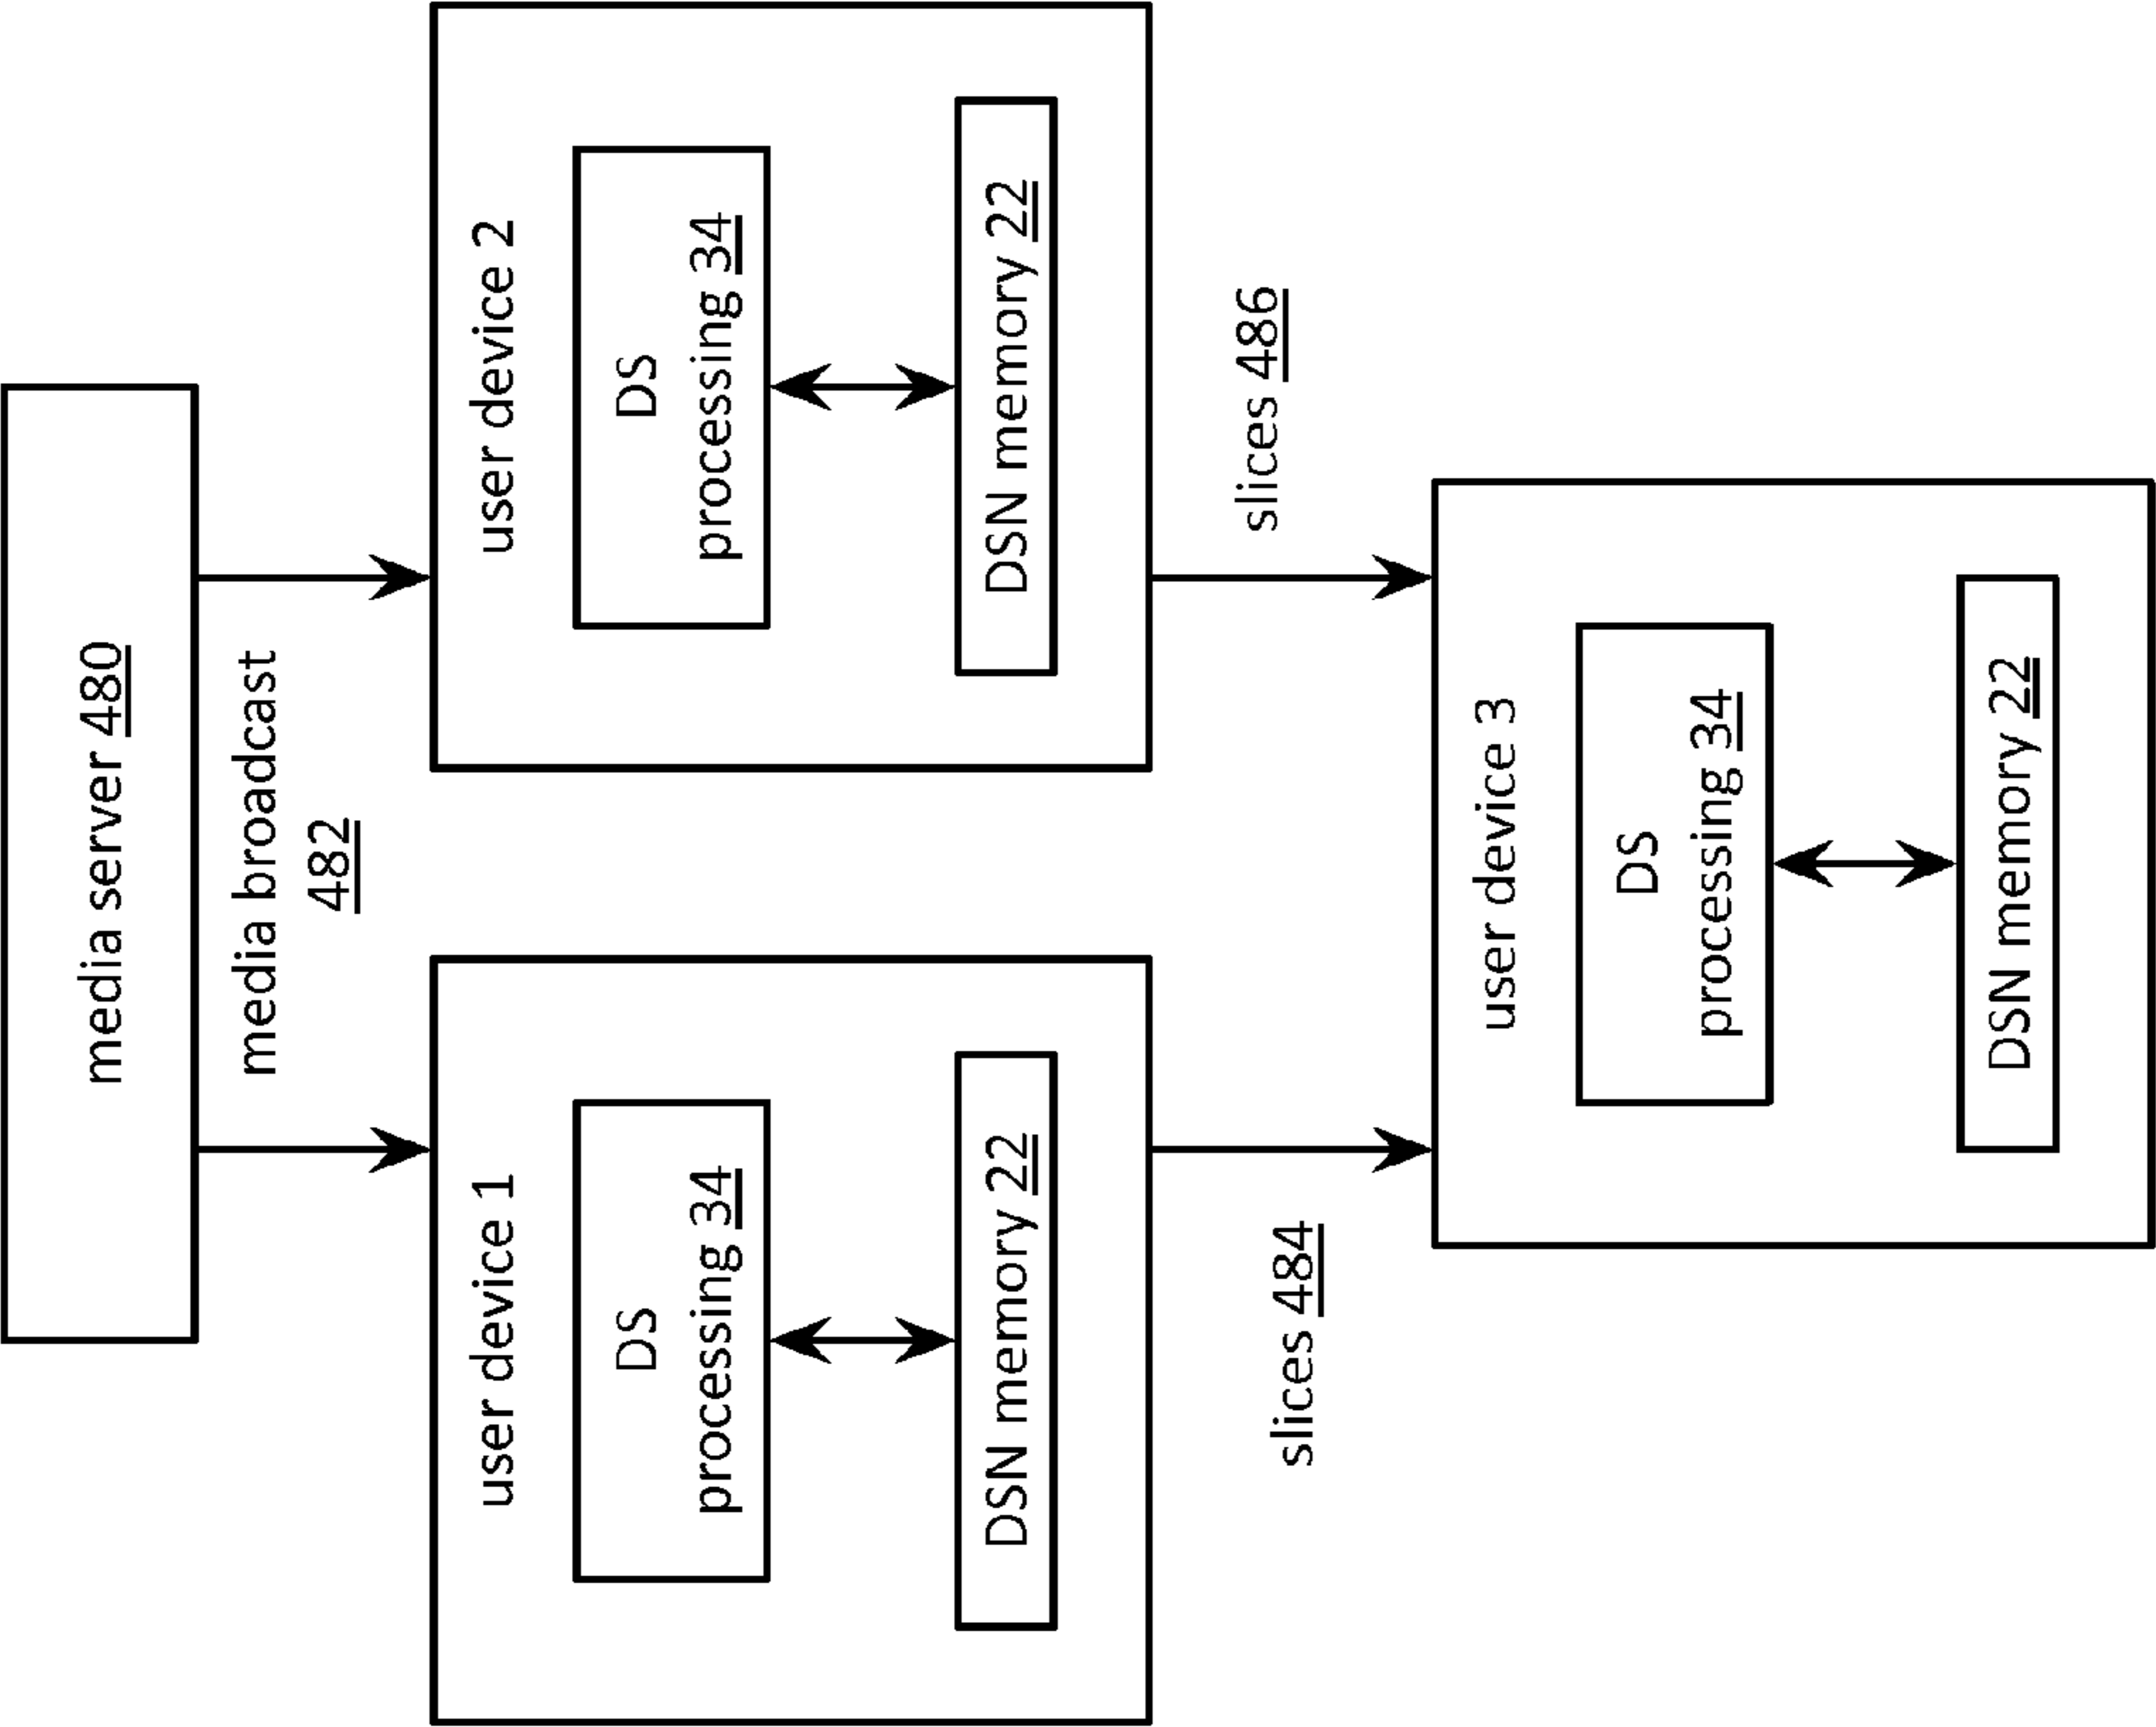 media server 480
media broadcast
482
user device 1
DS
processing 34
DSN memory 22
user device 2
DS
processing 34
DSN memory 22
slices 484
slices 486
user device 3
DS
processing 34
DSN memory 22